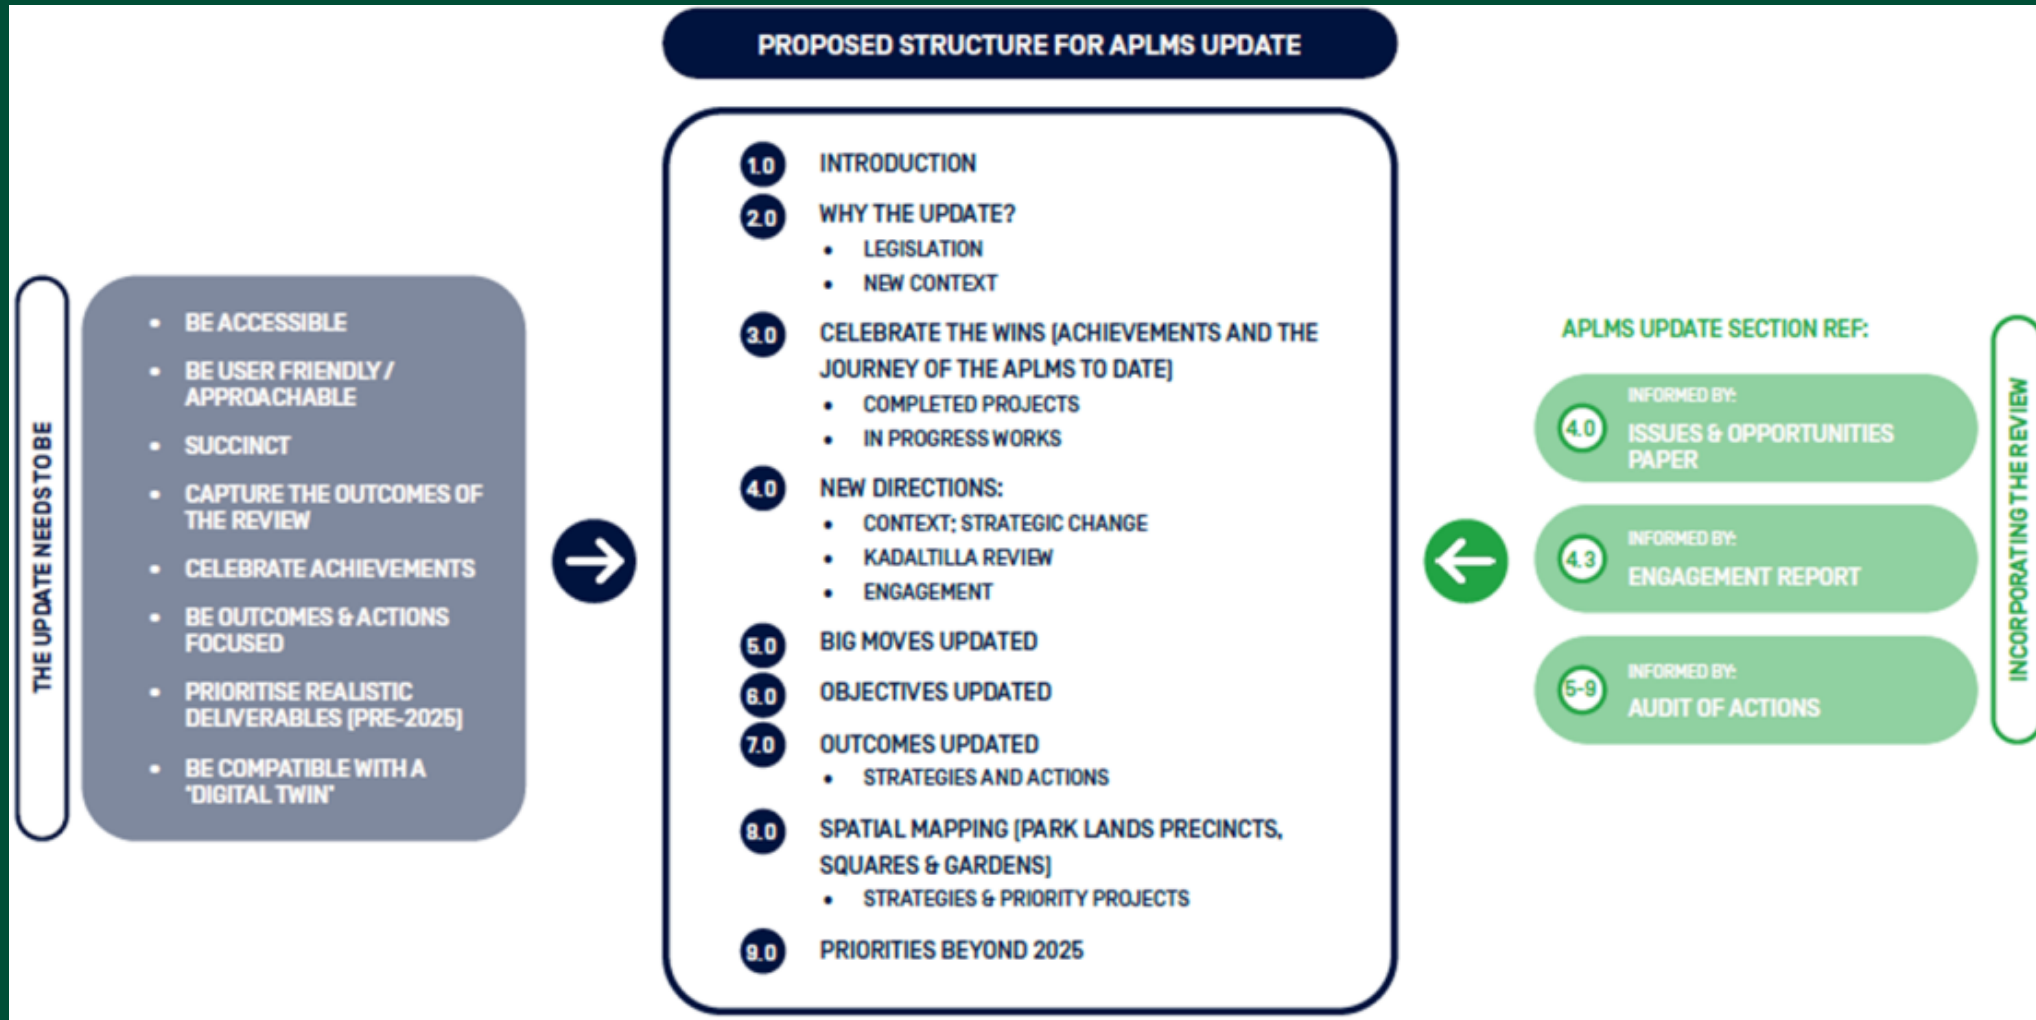 PROPOSED STRUCTURE FOR APLMS UPDATE
THE UPDATE NEEDS TO BE
• BE ACCESSIBLE
• BE USER FRIENDLY /
APPROACHABLE
• SUCCINCT
• CAPTURE THE OUTCOMES OF
THE REVIEW
• CELEBRATE ACHIEVEMENTS
• BE OUTCOMES & ACTIONS
FOCUSED
• PRIORITISE REALISTIC
DELIVERABLES (PRE-2025)
• BE COMPATIBLE WITH A
'DIGITAL TWIN'
1.0 INTRODUCTION
2.0 WHY THE UPDATE?
• LEGISLATION
• NEW CONTEXT
3.0 CELEBRATE THE WINS (ACHIEVEMENTS AND THE
JOURNEY OF THE APLMS TO DATE)
• COMPLETED PROJECTS
• IN PROGRESS WORKS
4.0 NEW DIRECTIONS:
• CONTEXT; STRATEGIC CHANGE
• KADALTILLA REVIEW
• ENGAGEMENT
5.0 BIG MOVES UPDATED
6.0 OBJECTIVES UPDATED
7.0 OUTCOMES UPDATED
• STRATEGIES AND ACTIONS
8.0 SPATIAL MAPPING (PARK LANDS PRECINCTS,
SQUARES & GARDENS)
• STRATEGIES & PRIORITY PROJECTS
9.0 PRIORITIES BEYOND 2025
APLMS UPDATE SECTION REF:
INFORMED BY:
4.0 ISSUES & OPPORTUNITIES
PAPER
INFORMED BY:
4.3 ENGAGEMENT REPORT
INFORMED BY:
5-9 AUDIT OF ACTIONS
INCORPORATING THE REVIEW